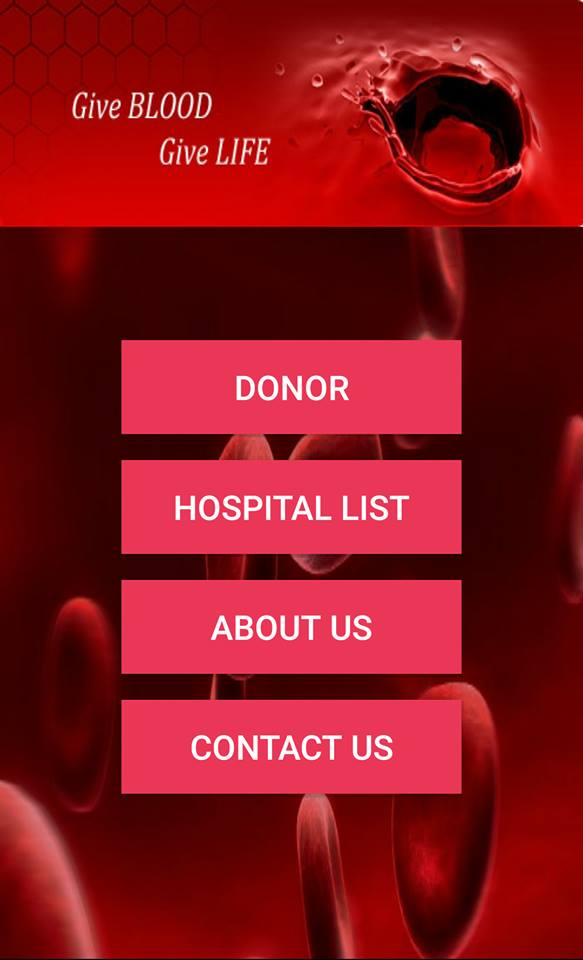 Give BLOOD
Give LIFE
DONOR
HOSPITAL LIST
ABOUT US
CONTACT US